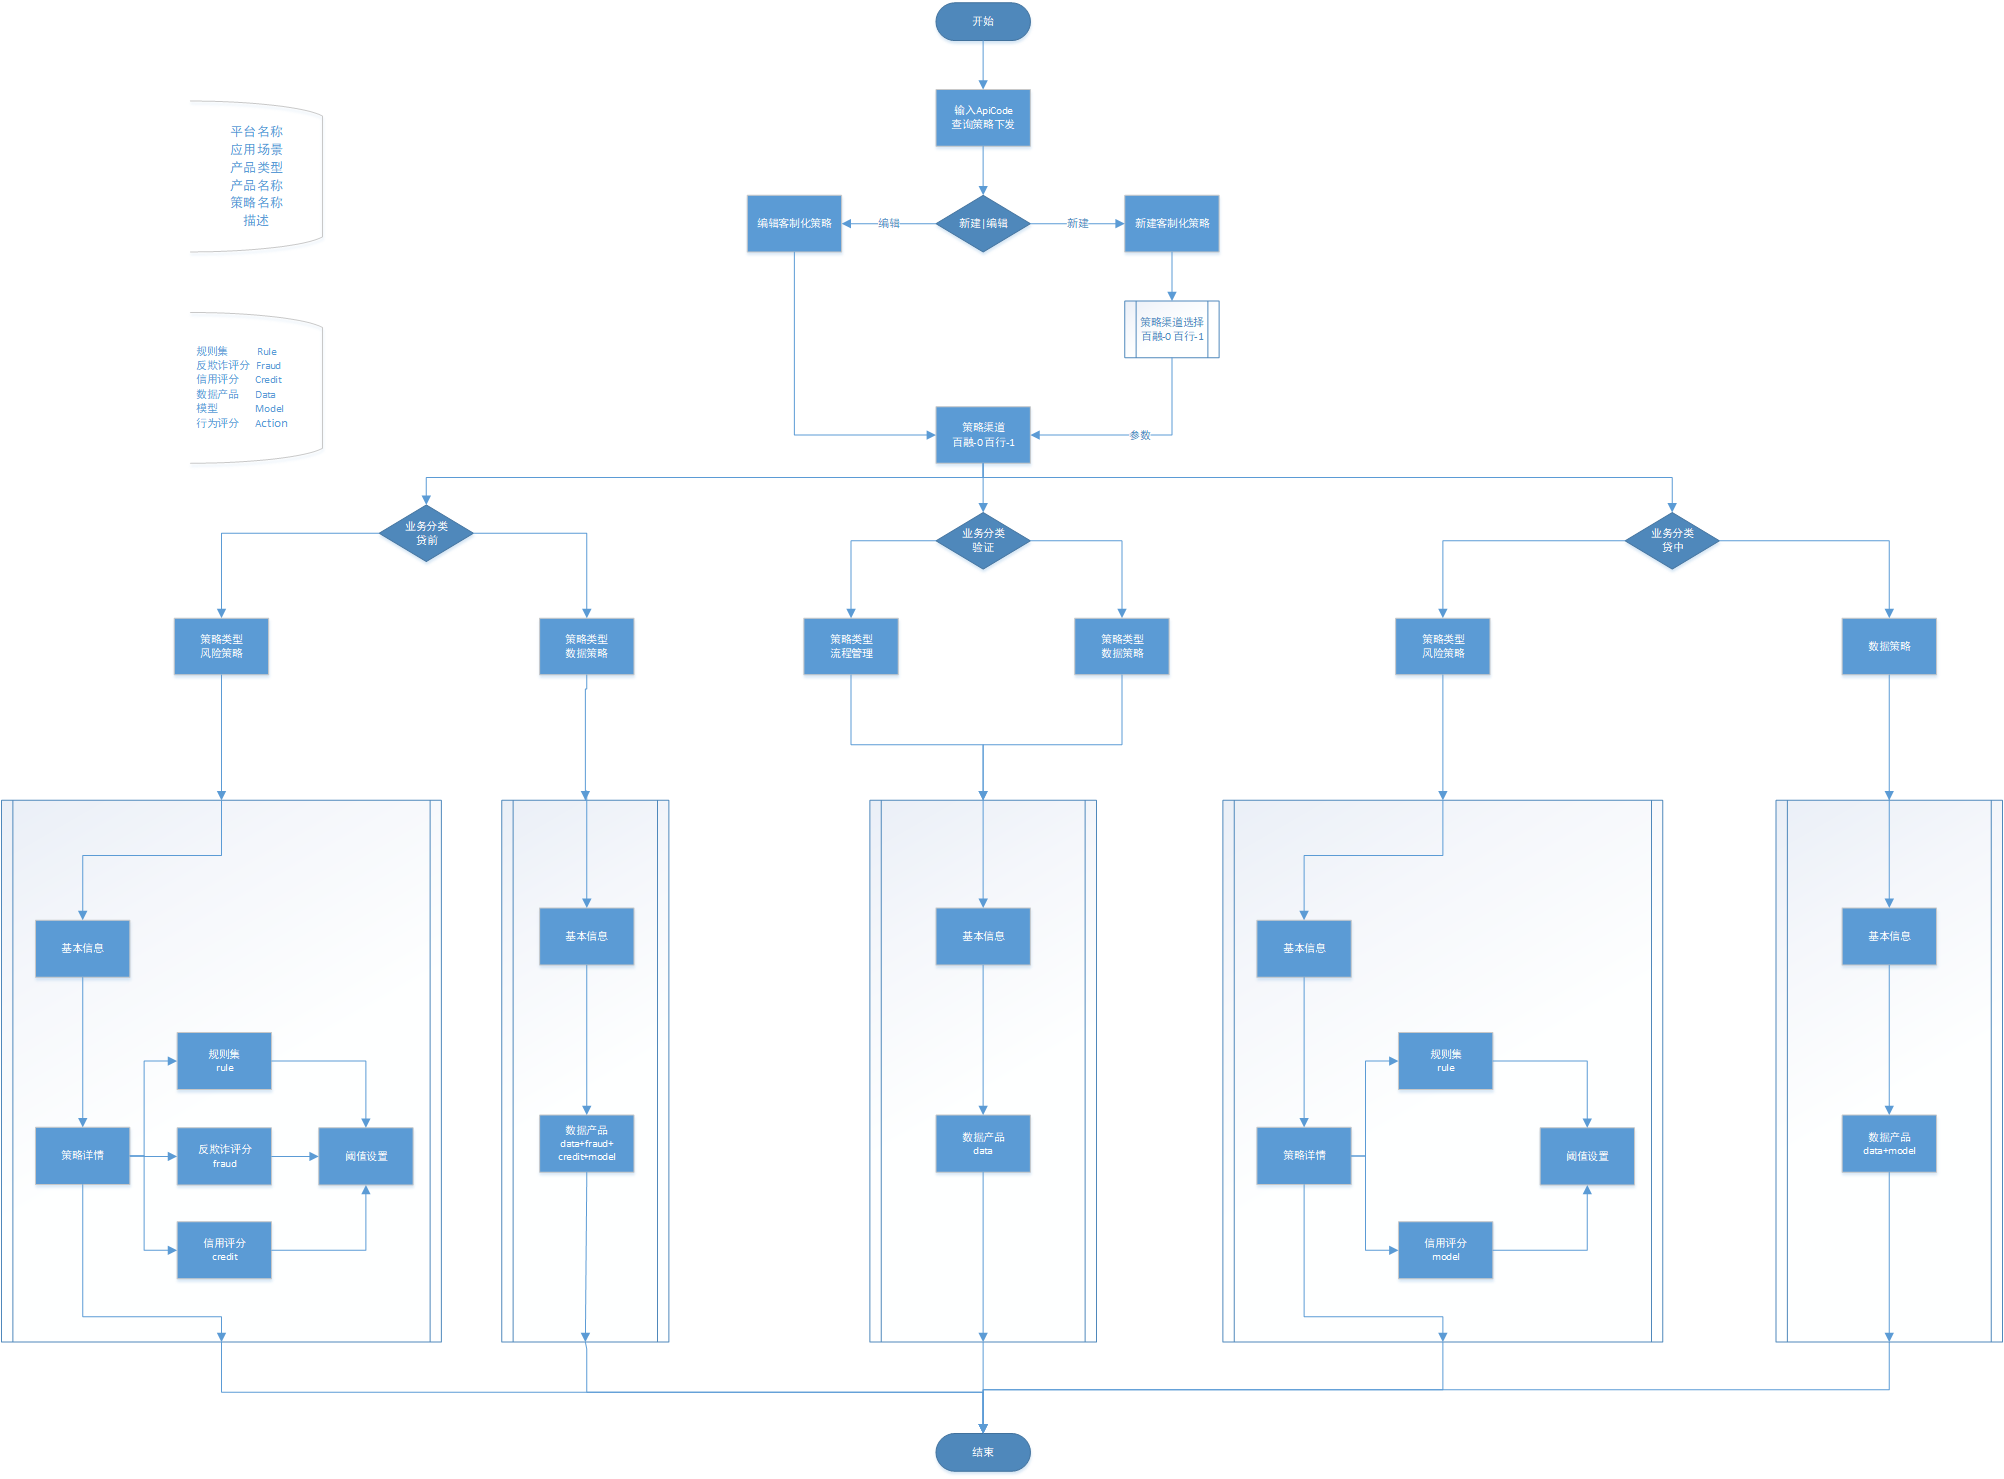 开始
输入ApiCode
查询策略下发
平台名称
应用场景
产品类型
产品名称
策略名称
描述
编辑客制化策略
编辑
新建|编辑
新建
新建客制化策略
策略渠道选择
百融-0 百行-1
规则集 Rule
反欺诈评分 Fraud
信用评分 Credit
数据产品 Data
模型 Model
行为评分 Action
策略渠道
百融-0 百行-1
参数
业务分类
贷前
业务分类
验证
业务分类
贷中
策略类型
风险策略
策略类型
数据策略
策略类型
流程管理
策略类型
数据策略
策略类型
风险策略
数据策略
基本信息
基本信息
基本信息
基本信息
基本信息
规则集
rule
规则集
rule
策略详情
反欺诈评分
fraud
阈值设置
数据产品
data+fraud+
credit+model
数据产品
data
策略详情
阈值设置
数据产品
data+model
信用评分
credit
信用评分
model
结束